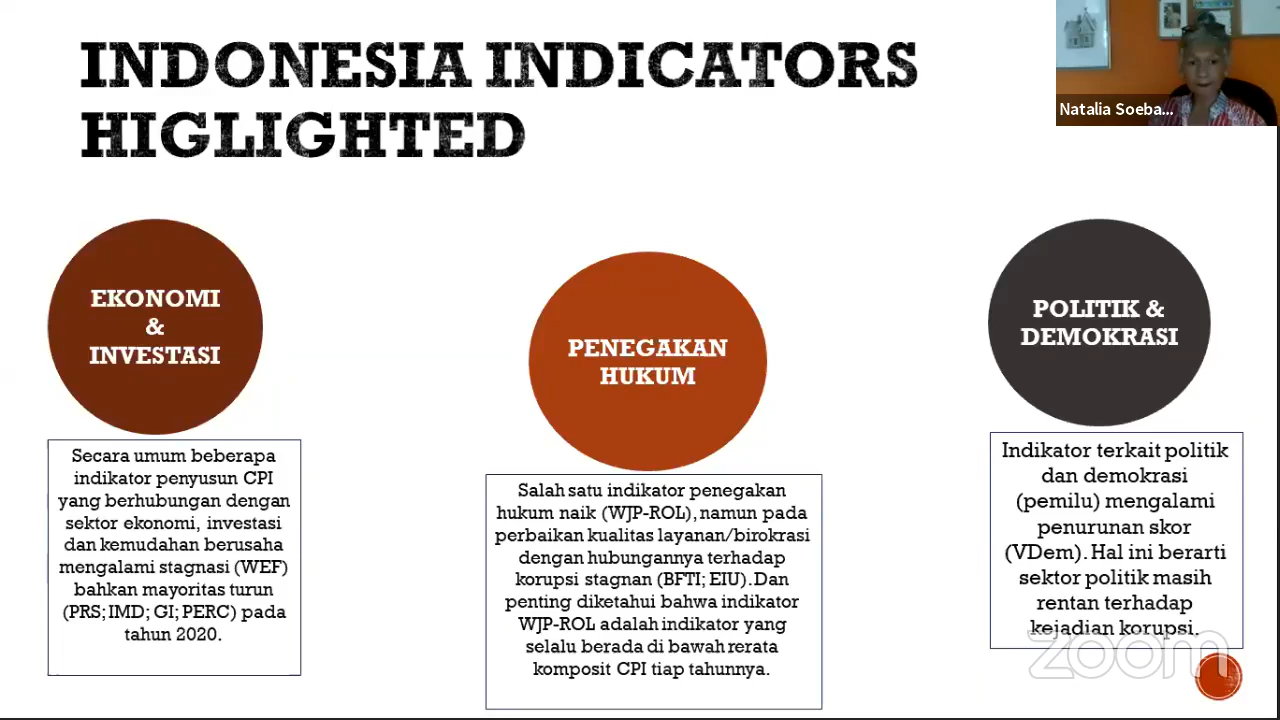 INDONESIA INDICATORS
HIGLIGHTED
Natalia Soeba...
EKONOMI
&
INVESTASI
Secara umum beberapa
indikator penyusun CPI
yang berhubungan dengan
sektor ekonomi, investasi
dan kemudahan berusaha
mengalami stagnasi (WEF)
bahkan mayoritas turun
(PRS; IMD; GI; PERC) pada
tahun 2020.
PENEGAKAN
HUKUM
Salah satu indikator penegakan
hukum naik (WJP-ROL), namun pada
perbaikan kualitas layanan/birokrasi
dengan hubungannya terhadap
korupsi stagnan (BFTI; EIU). Dan
penting diketahui bahwa indikator
WJP-ROL adalah indikator yang
selalu berada di bawah rerata
komposit CPI tiap tahunnya.
POLITIK &
DEMOKRASI
Indikator terkait politik
dan demokrasi
(pemilu) mengalami
penurunan skor
(VDem). Hal ini berarti
sektor politik masih
rentan terhadap
kejadian korupsi.
zoom